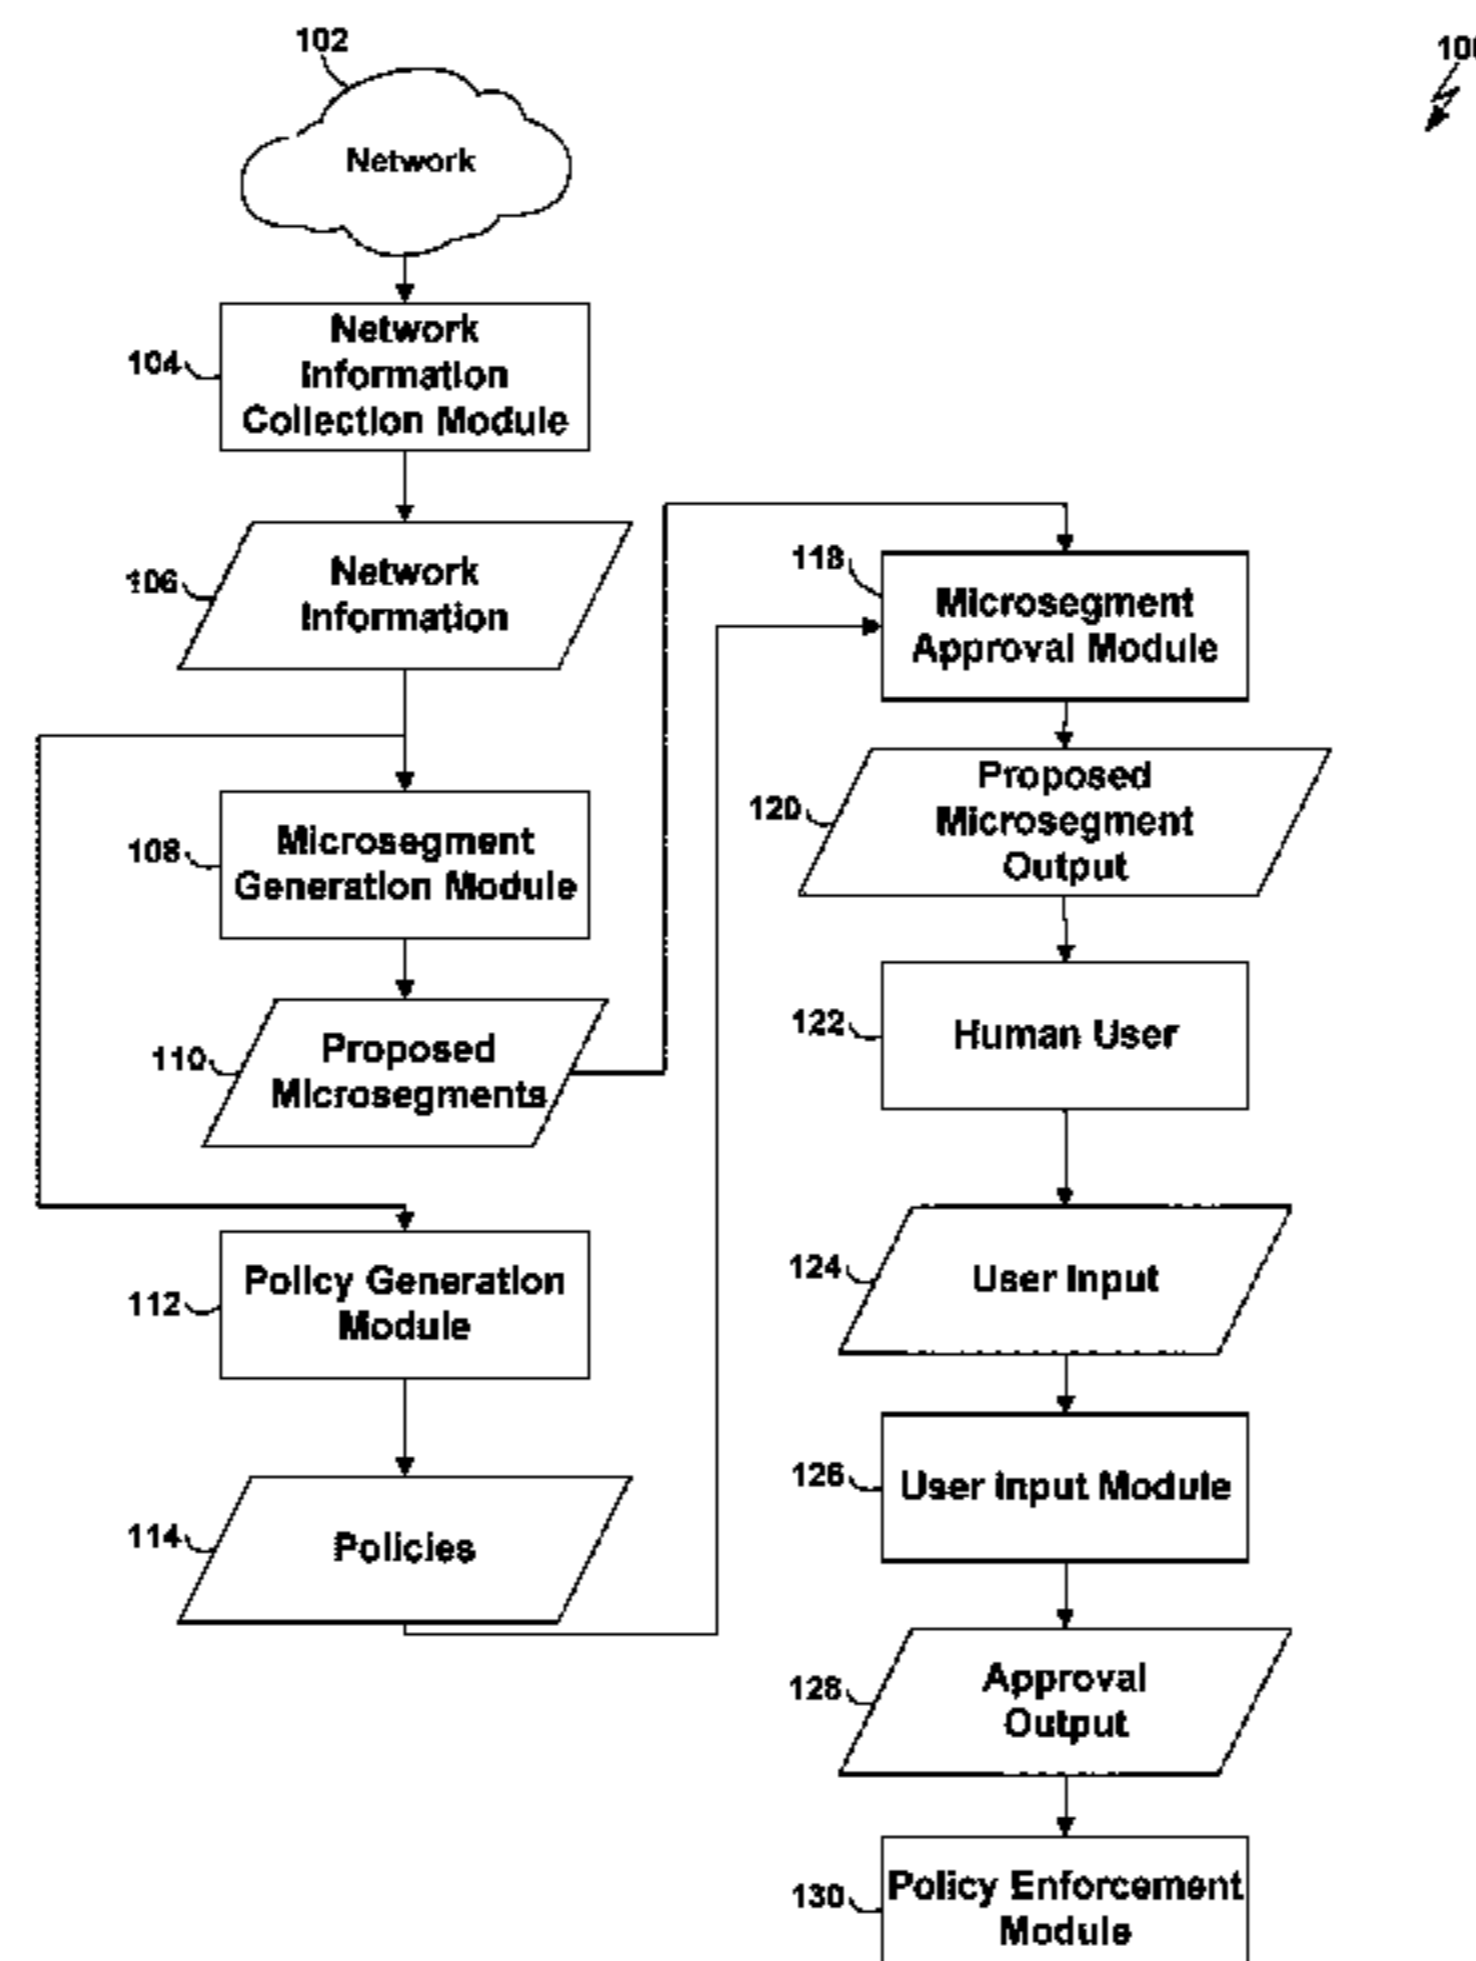 102
Network
104
Network
Information
Collection Module
106
Network
Information
108
Microsegment
Generation Module
110
Proposed
Microsegments
112
Policy Generation
Module
114
Policies
118
Microsegment
Approval Module
120
Proposed
Microsegment
Output
122
Human User
124
User Input
126
User Input Module
128
Approval
Output
130
Policy Enforcement
Module